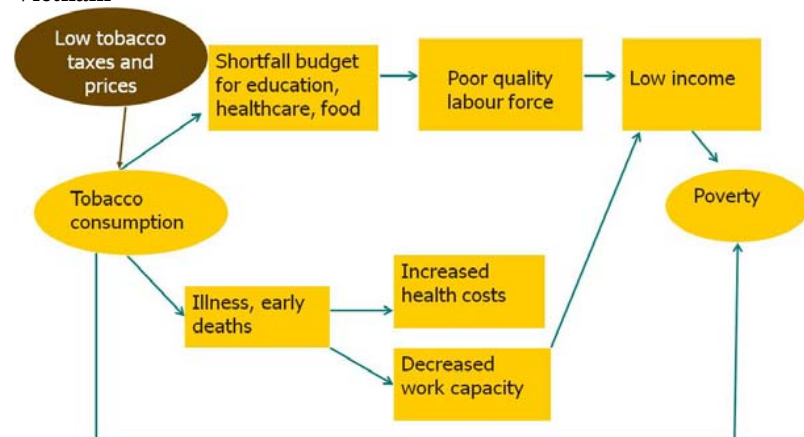 Vietnam
Low tobacco
taxes and
prices
Shortfall budget
for education,
healthcare, food
Poor quality
labour force
Low income
Tobacco
consumption
Poverty
Illness, early
deaths
Increased
health costs
Decreased
work capacity